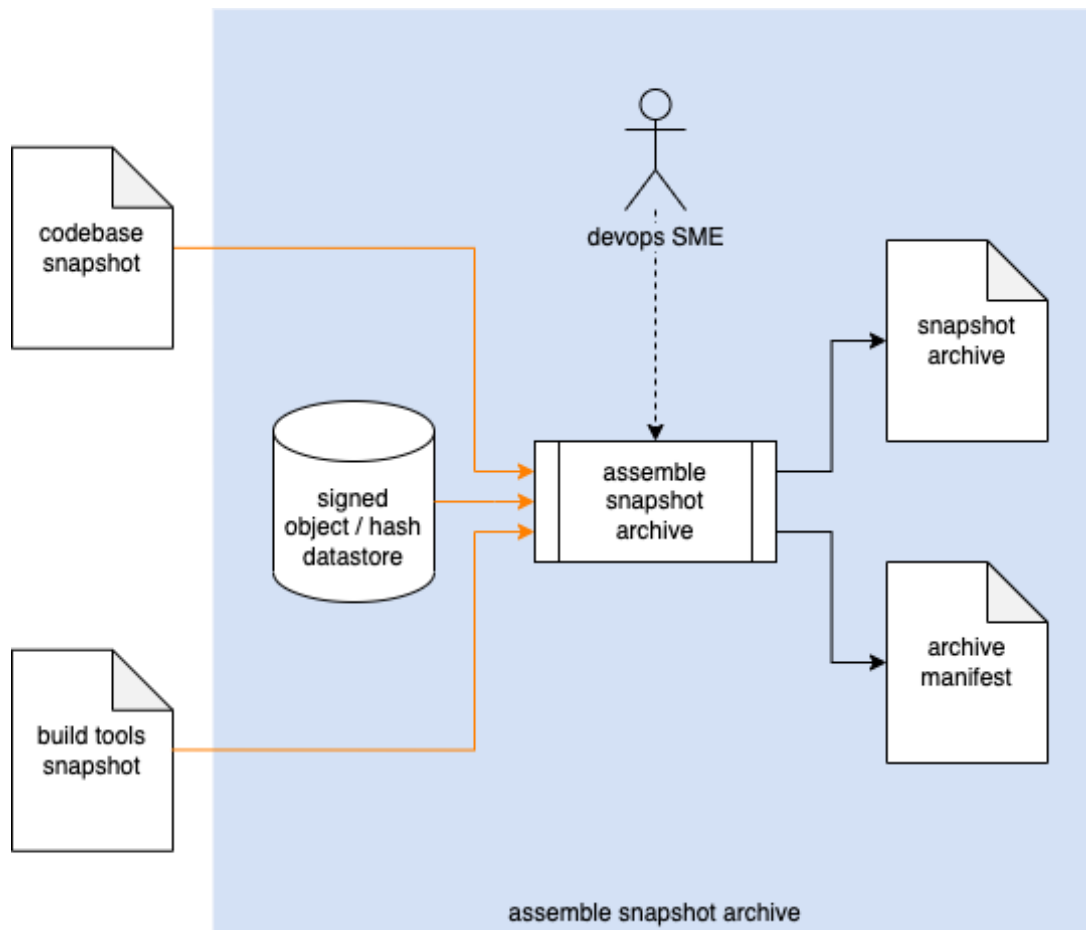 devops SME
codebase
snapshot
snapshot
archive
signed
object / hash
datastore
assemble
snapshot
archive
archive
manifest
build tools
snapshot
assemble snapshot archive